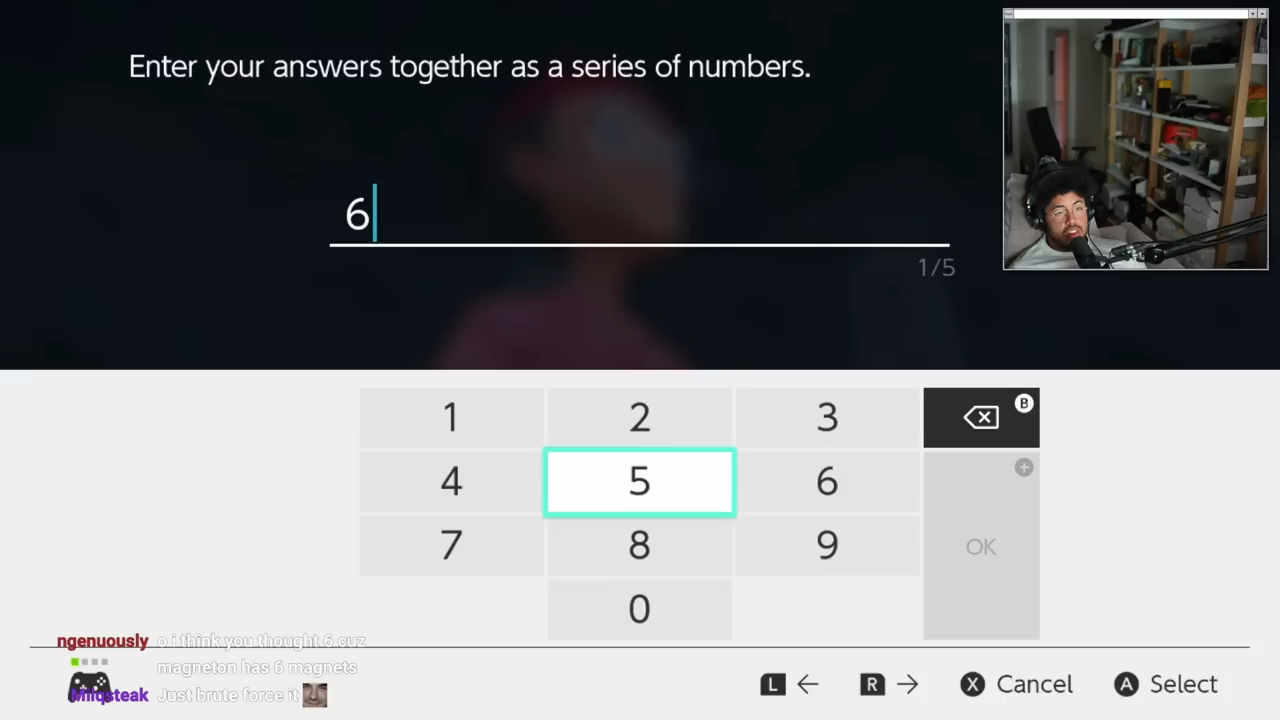 Enter your answers together as a series of numbers.
6
1/5
1 2 3 B
4 5 6 +
7 8 9 OK
0
ngenuously o i think you thought 6 cuz
magneton has 6 magnets
Milqsteak Just brute force it
L ← R → X Cancel A Select